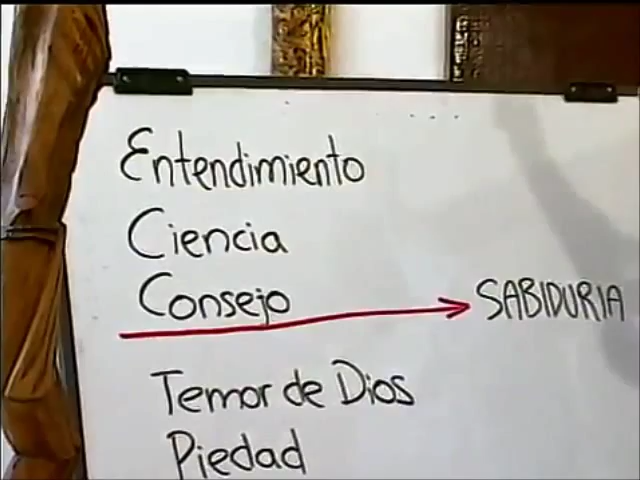 Entendimiento
Ciencia
Consejo
SABIDURIA
Temor de Dios
Piedad